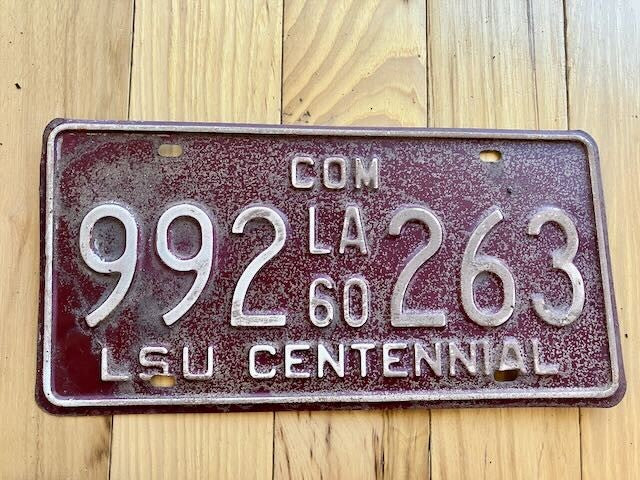 COM
992 LA 263
60
LSU CENTENNIAL